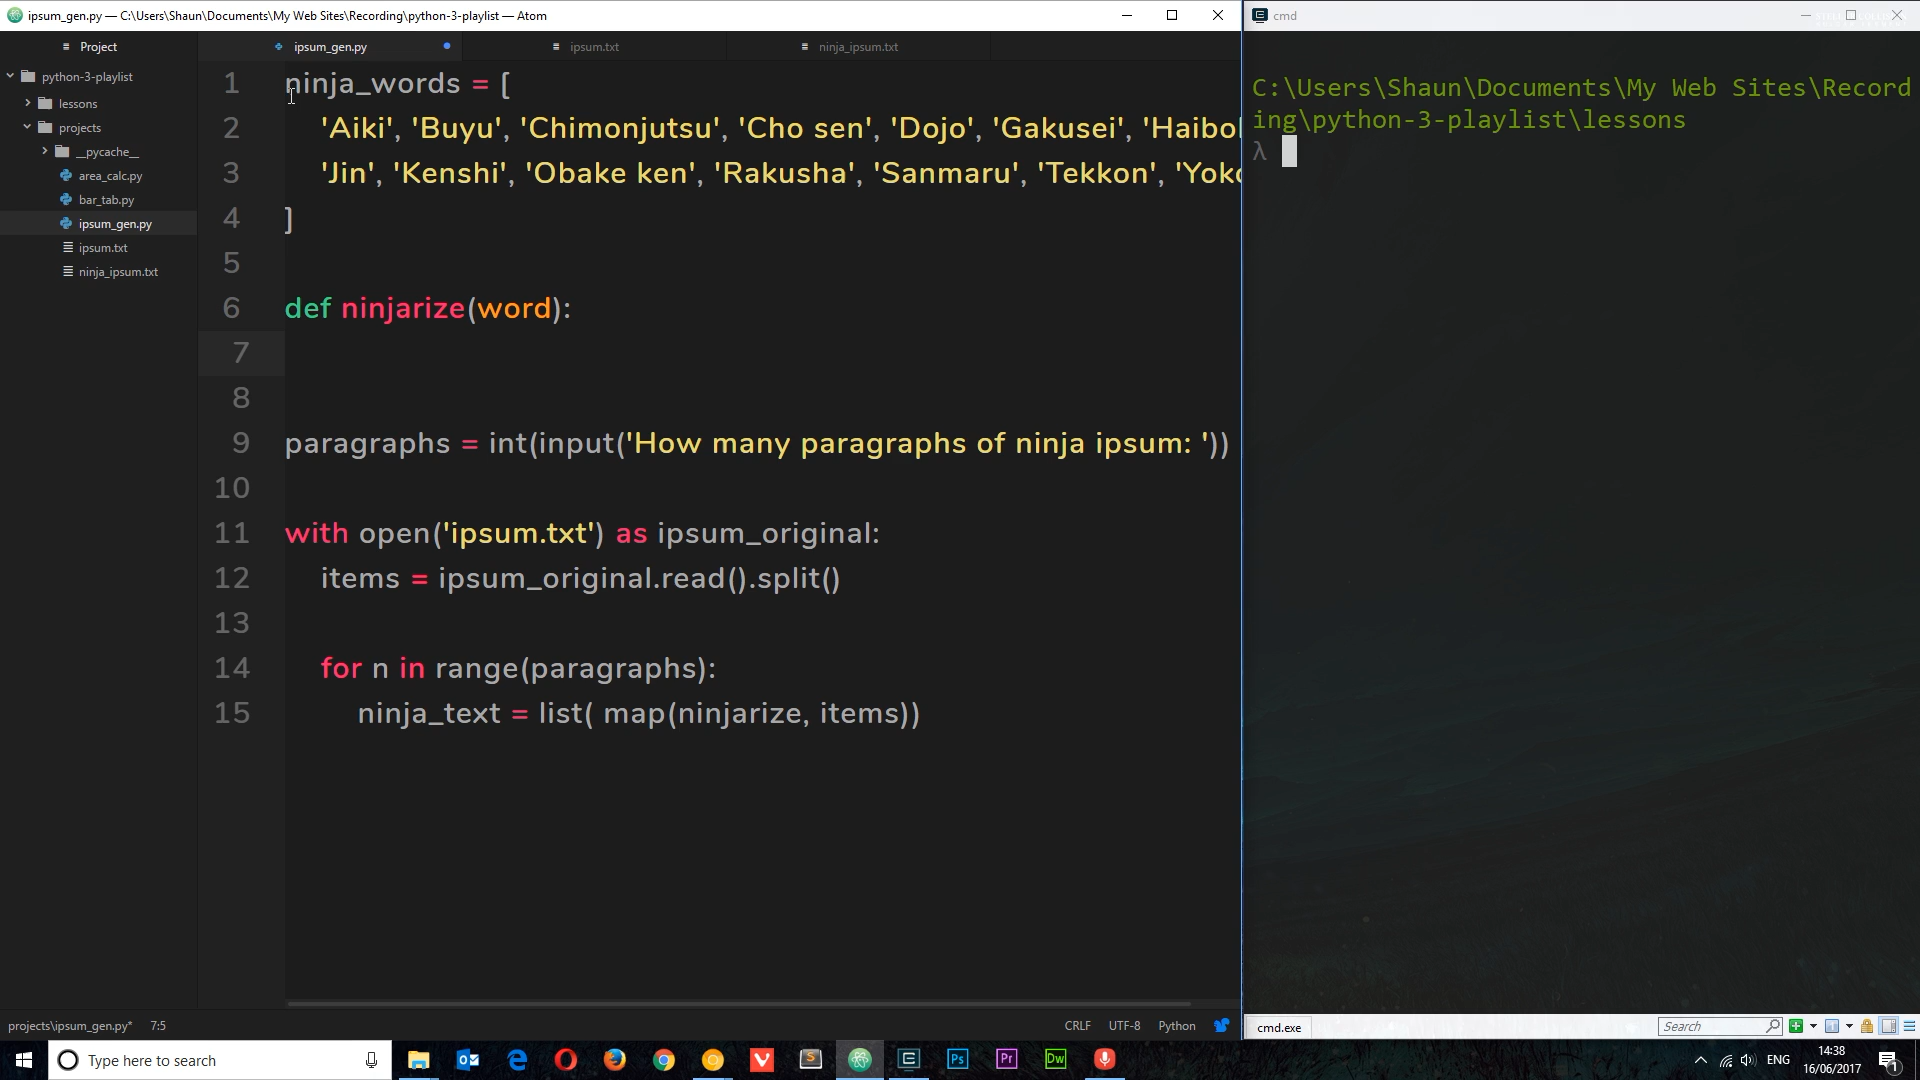 ipsum_gen.py — C:\Users\Shaun\Documents\My Web Sites\Recording\python-3-playlist — Atom
Project
python-3-playlist
lessons
projects
__pycache__
area_calc.py
bar_tab.py
ipsum_gen.py
ipsum.txt
ninja_ipsum.txt
ipsum_gen.py
ipsum.txt
ninja_ipsum.txt
1 ninja_words = [
2 'Aiki', 'Buyu', 'Chimonjutsu', 'Cho sen', 'Dojo', 'Gakusei',
3 'Jin', 'Kenshi', 'Obake ken', 'Rakusha', 'Sanmaru', 'Tekkon',
4 ]
5
6 def ninjarize(word):
7
8
9 paragraphs = int(input('How many paragraphs of ninja ipsum: '))
10
11 with open('ipsum.txt') as ipsum_original:
12 items = ipsum_original.read().split()
13
14 for n in range(paragraphs):
15 ninja_text = list( map(ninjarize, items))
projects\ipsum_gen.py* 7:5
CRLF UTF-8 Python
cmd
C:\Users\Shaun\Documents\My Web Sites\Record
ing\python-3-playlist\lessons
λ
cmd.exe
Search
Type here to search
Ps Pr Dw
ENG
14:38
16/06/2017
1